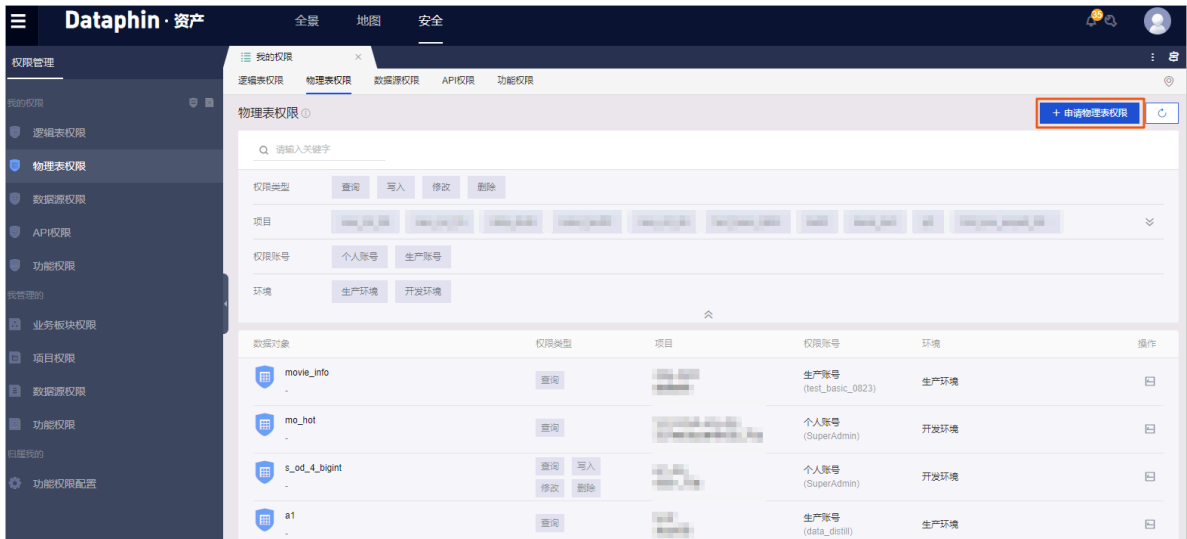 Dataphin · 资产
全景 地图 安全
35
权限管理
我的权限
逻辑表权限
物理表权限
数据源权限
API权限
功能权限
我管理的
业务板块权限
项目权限
数据源权限
功能权限
归属我的
功能权限配置
我的权限
逻辑表权限 物理表权限 数据源权限 API权限 功能权限
物理表权限
+ 申请物理表权限
请输入关键字
权限类型 查询 写入 修改 删除
项目
权限账号 个人账号 生产账号
环境 生产环境 开发环境
数据对象 权限类型 项目 权限账号 环境 操作
movie_info 查询 生产账号 生产环境
- (test_basic_0823)
mo_hot 查询 个人账号 开发环境
- (SuperAdmin)
s_od_4_bigint 查询 写入 个人账号 开发环境
- 修改 删除 (SuperAdmin)
a1 查询 生产账号 生产环境
- (data_distill)